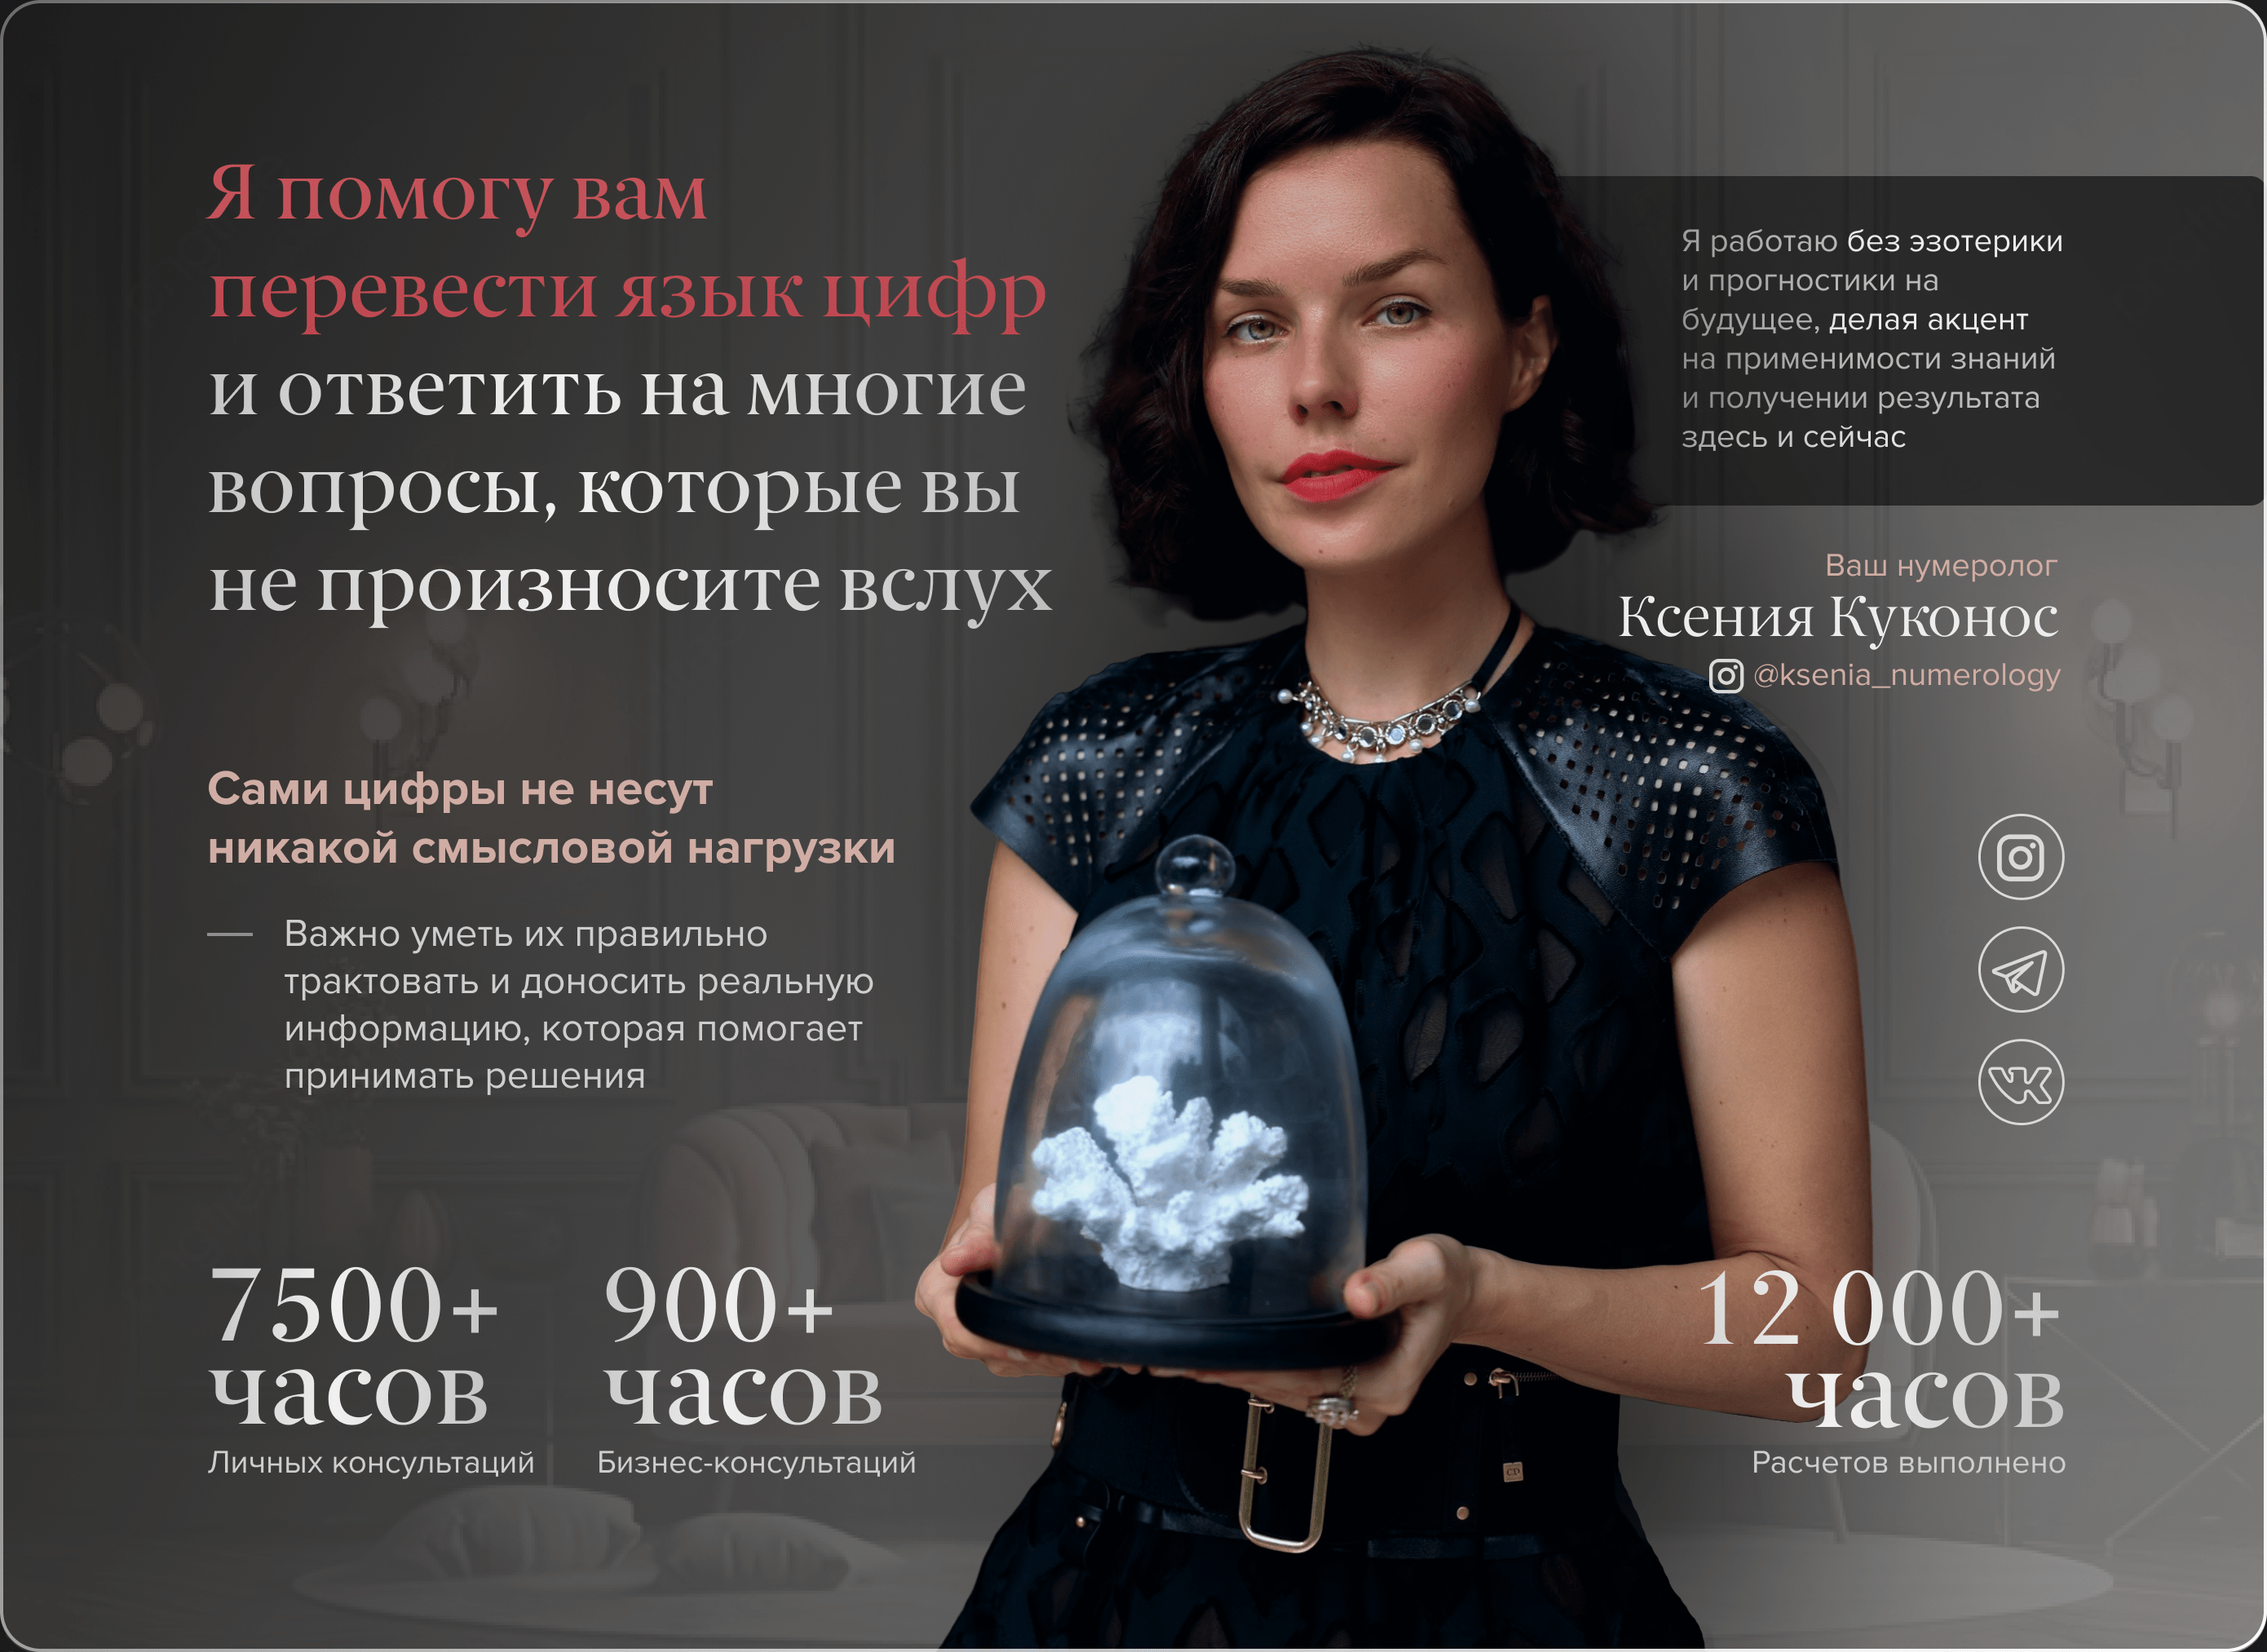 Я помогу вам
перевести язык цифр
и ответить на многие
вопросы, которые вы
не произносите вслух
Я работаю без эзотерики
и прогностики на
будущее, делая акцент
на применимости знаний
и получении результата
здесь и сейчас
Ваш нумеролог
Ксения Куконос
@ksenia_numerology
Сами цифры не несут
никакой смысловой нагрузки
— Важно уметь их правильно
трактовать и доносить реальную
информацию, которая помогает
принимать решения
7500+
часов
Личных консультаций
900+
часов
Бизнес-консультаций
12 000+
часов
Расчетов выполнено
CD